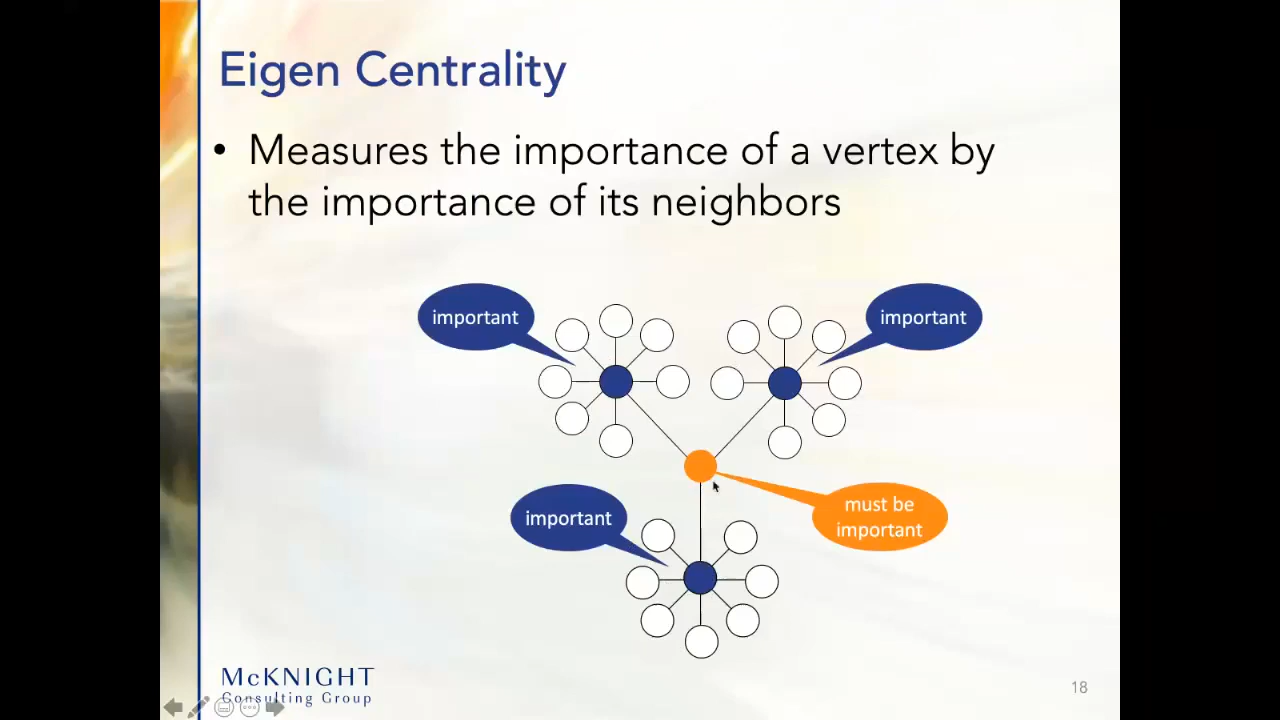 Eigen Centrality
• Measures the importance of a vertex by
the importance of its neighbors
important
important
important
must be
important
McKNIGHT
Consulting Group
18